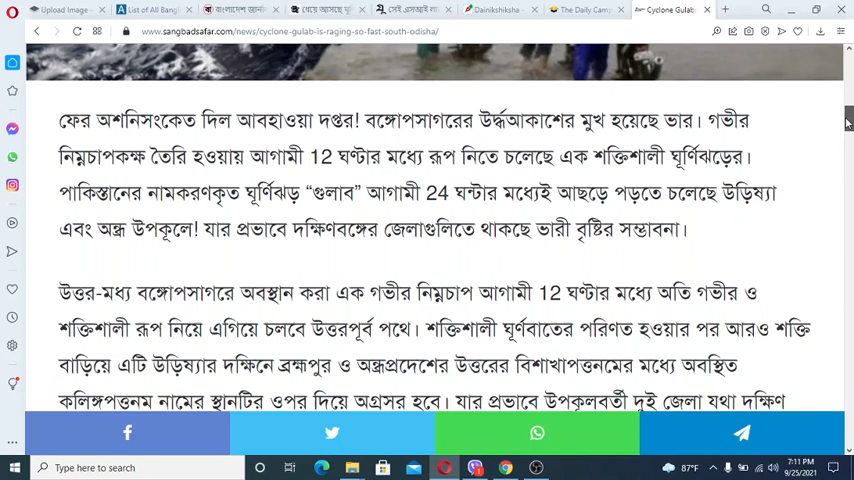 Upload Image
List of All Bangl
বাংলাদেশ জার্নি
ধেয়ে আসছে ঘূ
সেই এসআই লা
Dainikshiksha
The Daily Camp
Cyclone Gulab
www.sangbadsafar.com/news/cyclone-gulab-is-raging-so-fast-south-odisha/
ফের অশনিসংকেত দিল আবহাওয়া দপ্তর! বঙ্গোপসাগরের উর্দ্ধআকাশের মুখ হয়েছে ভার। গভীর
নিম্নচাপকক্ষ তৈরি হওয়ায় আগামী 12 ঘণ্টার মধ্যে রূপ নিতে চলেছে এক শক্তিশালী ঘূর্ণিঝড়ের।
পাকিস্তানের নামকরণকৃত ঘূর্ণিঝড় “গুলাব” আগামী 24 ঘন্টার মধ্যেই আছড়ে পড়তে চলেছে উড়িষ্যা
এবং অন্ধ্র উপকূলে! যার প্রভাবে দক্ষিণবঙ্গের জেলাগুলিতে থাকছে ভারী বৃষ্টির সম্ভাবনা।
উত্তর-মধ্য বঙ্গোপসাগরে অবস্থান করা এক গভীর নিম্নচাপ আগামী 12 ঘণ্টার মধ্যে অতি গভীর ও
শক্তিশালী রূপ নিয়ে এগিয়ে চলবে উত্তরপূর্ব পথে। শক্তিশালী ঘূর্ণবাতের পরিণত হওয়ার পর আরও শক্তি
বাড়িয়ে এটি উড়িষ্যার দক্ষিনে ব্রহ্মপুর ও অন্ধপ্রদেশের উত্তরের বিশাখাপত্তনমের মধ্যে অবস্থিত
কলিঙ্গপত্তনম নামের স্থানটির ওপর দিয়ে অগ্রসর হবে। যার প্রভাবে উপকূলবর্তী দুই জেলা যথা দক্ষিণ
Type here to search
87°F
7:11 PM
9/25/2021